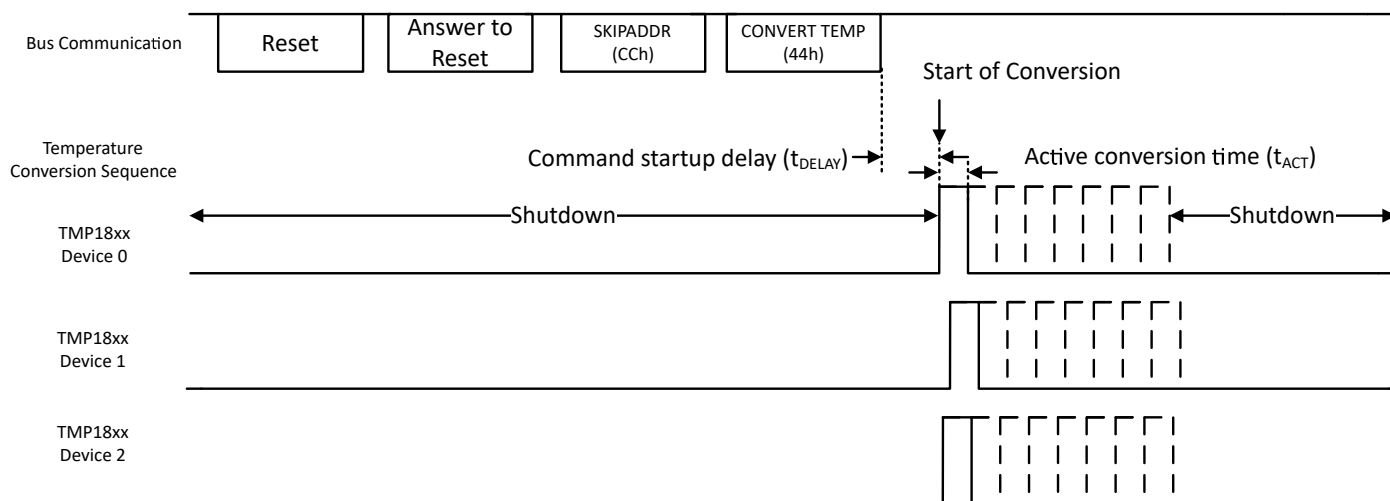 Bus Communication
Reset
Answer to
Reset
SKIPADDR
(CCh)
CONVERT TEMP
(44h)
Start of Conversion
Temperature
Conversion Sequence
Command startup delay (tDELAY)
Active conversion time (tACT)
Shutdown
Shutdown
TMP18xx
Device 0
TMP18xx
Device 1
TMP18xx
Device 2